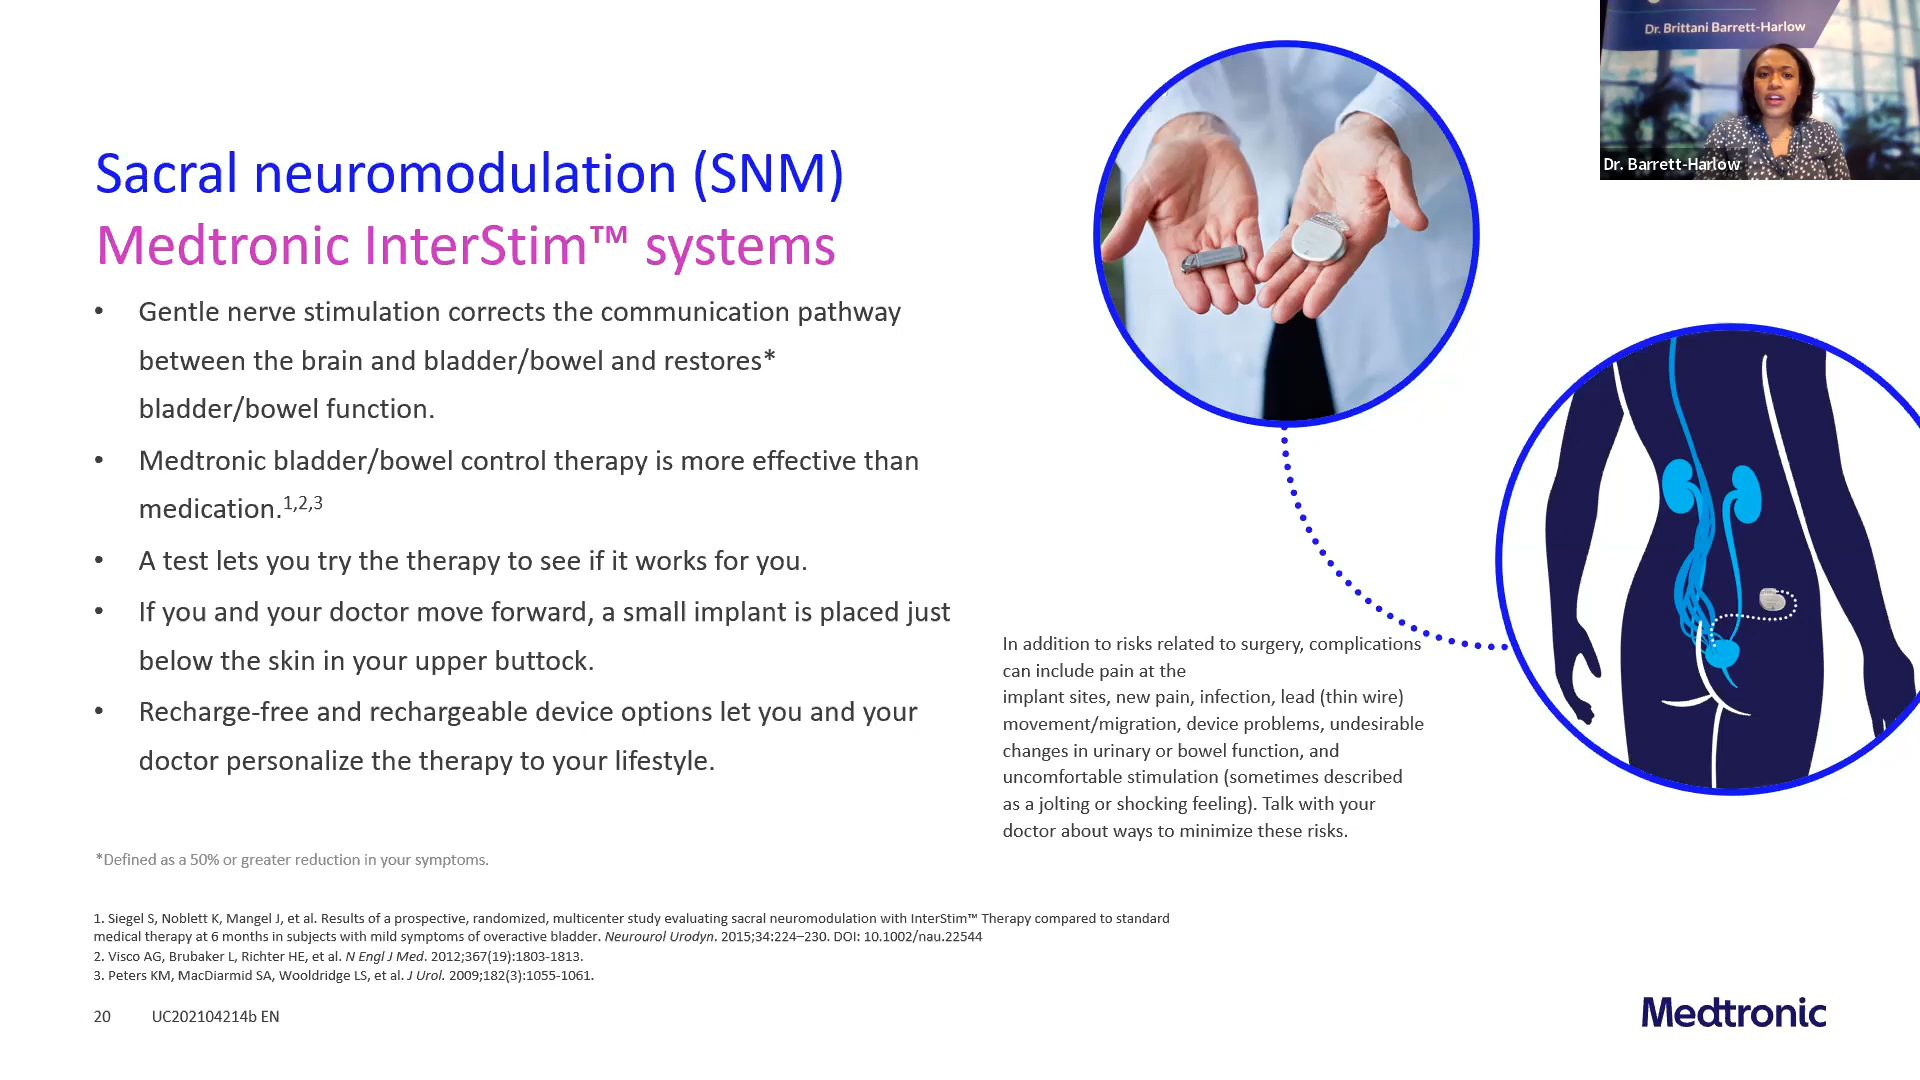 Dr. Brittani Barrett-Harlow
Dr. Barrett-Harlow
Sacral neuromodulation (SNM)
Medtronic InterStim™ systems
• Gentle nerve stimulation corrects the communication pathway
between the brain and bladder/bowel and restores*
bladder/bowel function.
• Medtronic bladder/bowel control therapy is more effective than
medication.1,2,3
• A test lets you try the therapy to see if it works for you.
• If you and your doctor move forward, a small implant is placed just
below the skin in your upper buttock.
• Recharge-free and rechargeable device options let you and your
doctor personalize the therapy to your lifestyle.
In addition to risks related to surgery, complications
can include pain at the
implant sites, new pain, infection, lead (thin wire)
movement/migration, device problems, undesirable
changes in urinary or bowel function, and
uncomfortable stimulation (sometimes described
as a jolting or shocking feeling). Talk with your
doctor about ways to minimize these risks.
*Defined as a 50% or greater reduction in your symptoms.
1. Siegel S, Noblett K, Mangel J, et al. Results of a prospective, randomized, multicenter study evaluating sacral neuromodulation with InterStim™ Therapy compared to standard
medical therapy at 6 months in subjects with mild symptoms of overactive bladder. Neurourol Urodyn. 2015;34:224–230. DOI: 10.1002/nau.22544
2. Visco AG, Brubaker L, Richter HE, et al. N Engl J Med. 2012;367(19):1803-1813.
3. Peters KM, MacDiarmid SA, Wooldridge LS, et al. J Urol. 2009;182(3):1055-1061.
20 UC202104214b EN
Medtronic